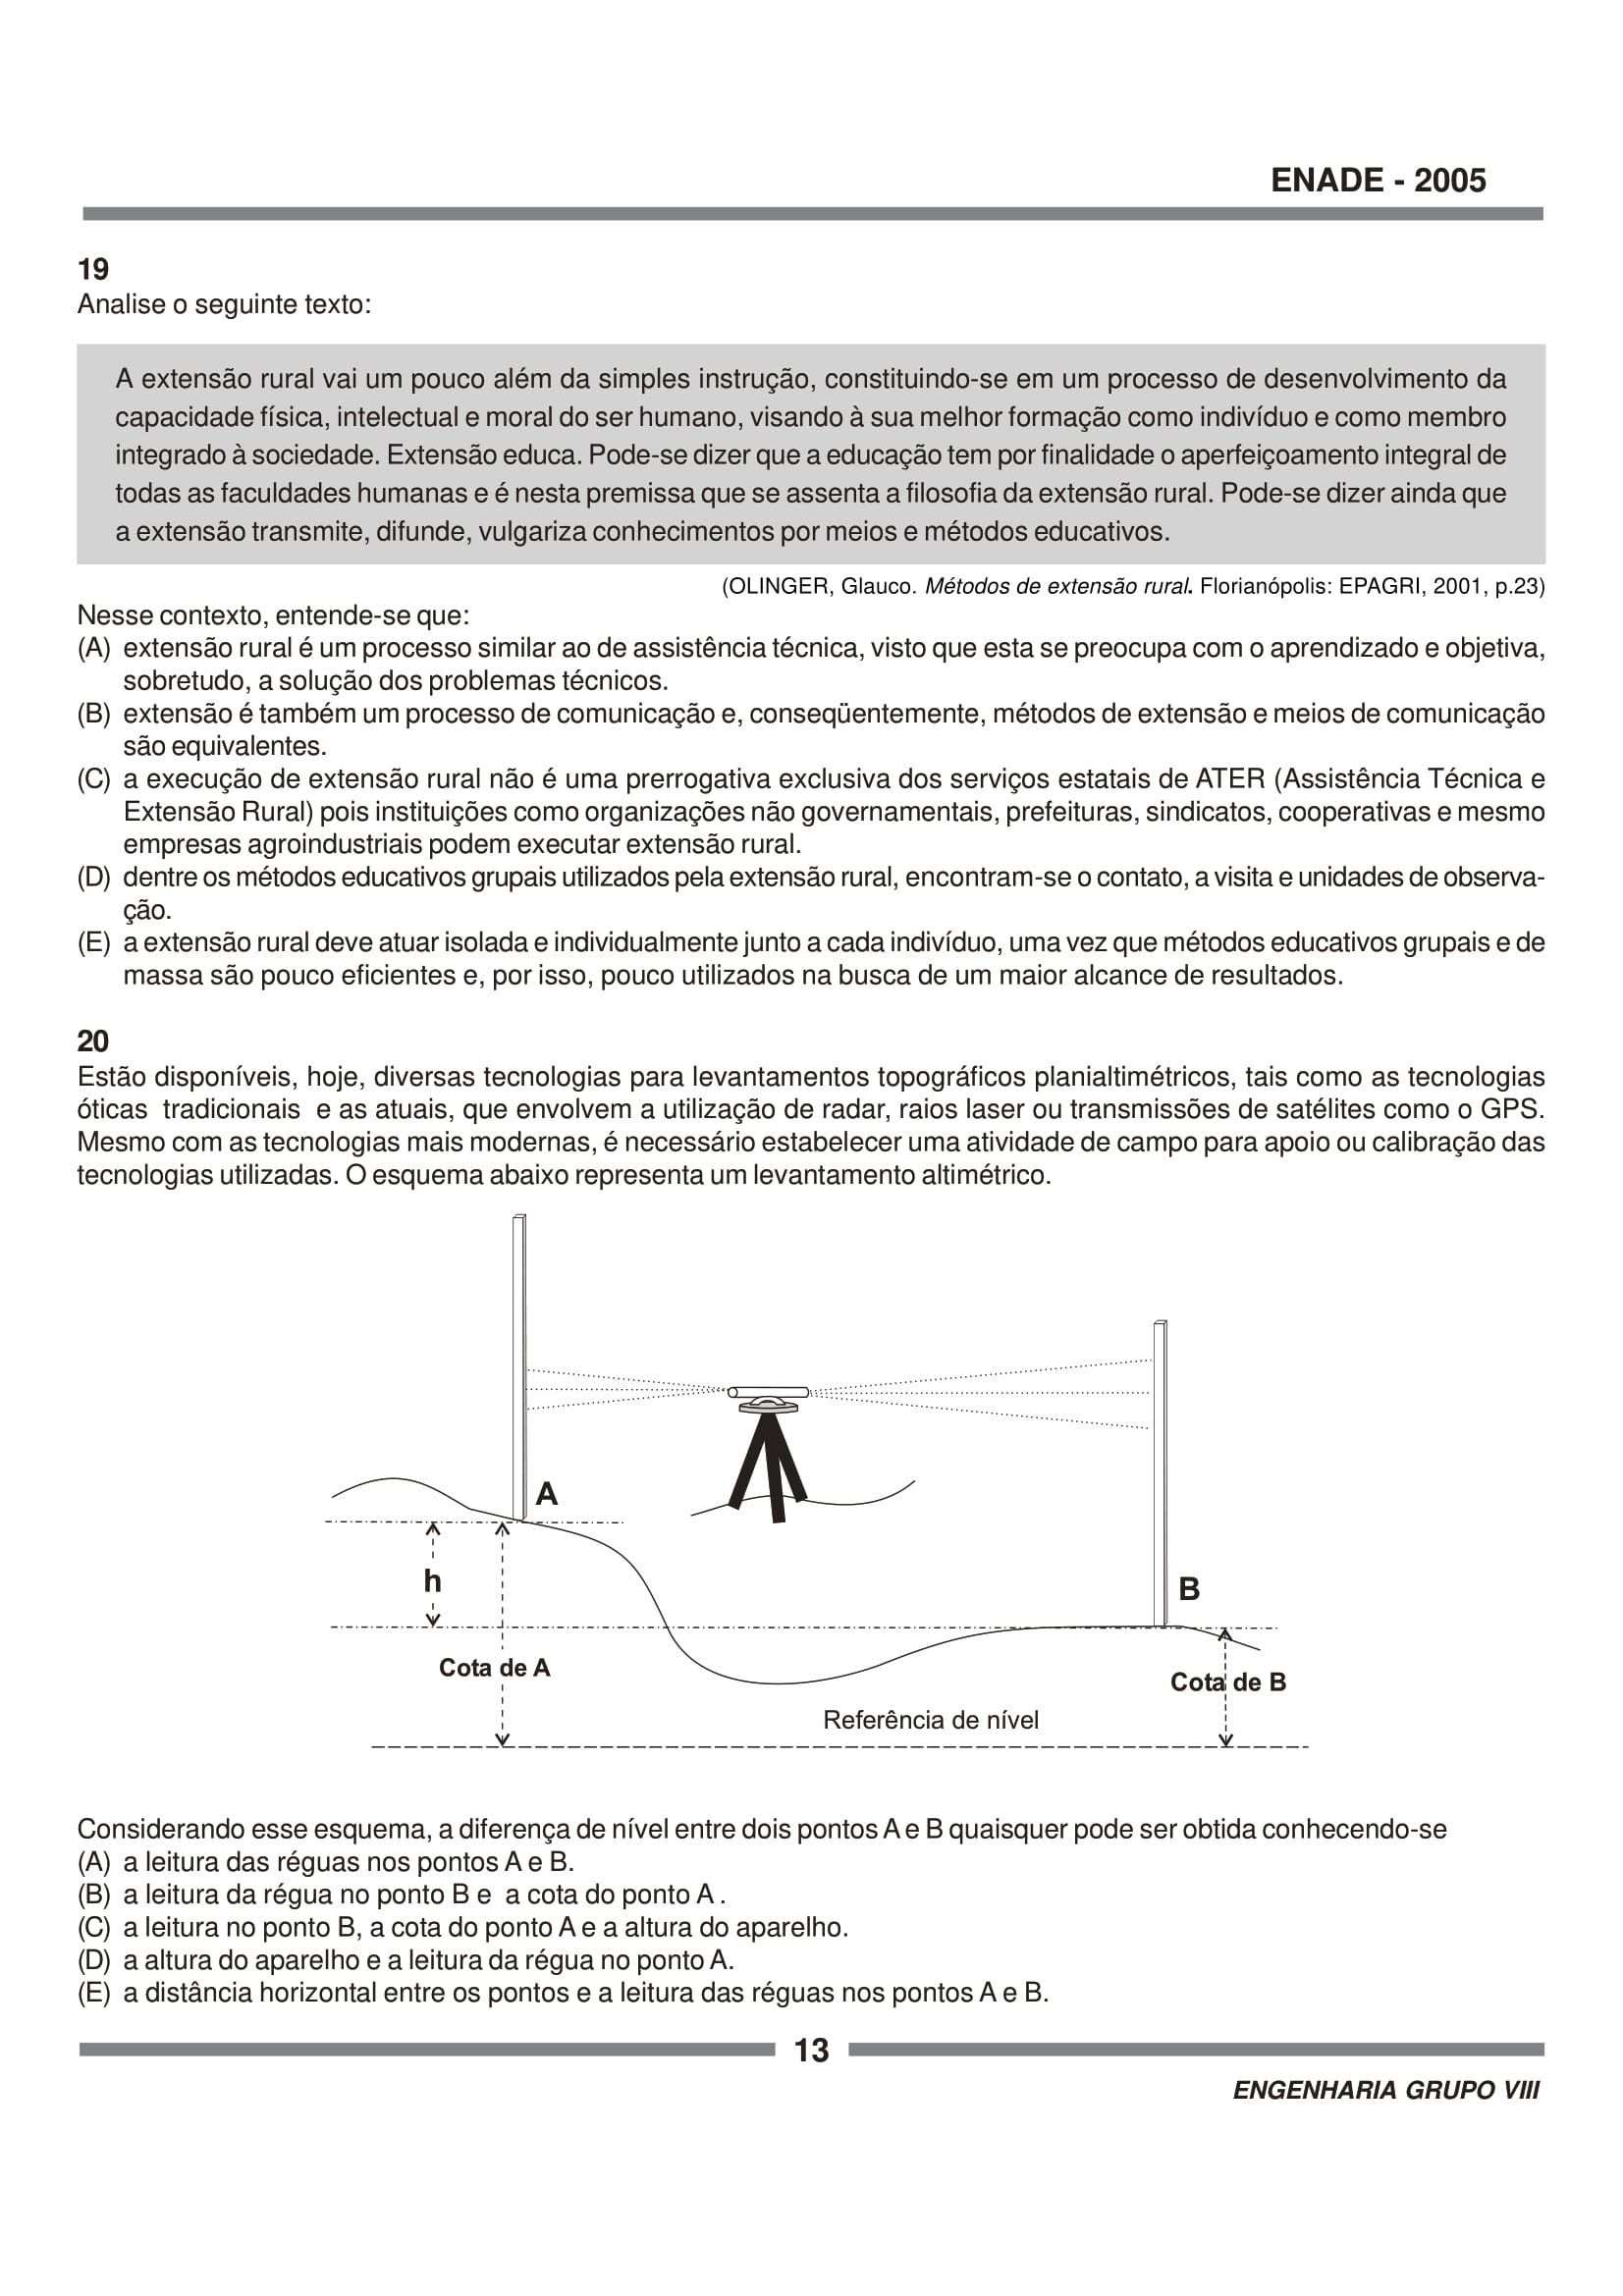 ENADE - 2005
19
Analise o seguinte texto:
A extensão rural vai um pouco além da simples instrução, constituindo-se em um processo de desenvolvimento da
capacidade física, intelectual e moral do ser humano, visando à sua melhor formação como indivíduo e como membro
integrado à sociedade. Extensão educa. Pode-se dizer que a educação tem por finalidade o aperfeiçoamento integral de
todas as faculdades humanas e é nesta premissa que se assenta a filosofia da extensão rural. Pode-se dizer ainda que
a extensão transmite, difunde, vulgariza conhecimentos por meios e métodos educativos.
(OLINGER, Glauco. Métodos de extensão rural. Florianópolis: EPAGRI, 2001, p.23)
Nesse contexto, entende-se que:
(A) extensão rural é um processo similar ao de assistência técnica, visto que esta se preocupa com o aprendizado e objetiva,
sobretudo, a solução dos problemas técnicos.
(B) extensão é também um processo de comunicação e, conseqüentemente, métodos de extensão e meios de comunicação
são equivalentes.
(C) a execução de extensão rural não é uma prerrogativa exclusiva dos serviços estatais de ATER (Assistência Técnica e
Extensão Rural) pois instituições como organizações não governamentais, prefeituras, sindicatos, cooperativas e mesmo
empresas agroindustriais podem executar extensão rural.
(D) dentre os métodos educativos grupais utilizados pela extensão rural, encontram-se o contato, a visita e unidades de observa-
ção.
(E) a extensão rural deve atuar isolada e individualmente junto a cada indivíduo, uma vez que métodos educativos grupais e de
massa são pouco eficientes e, por isso, pouco utilizados na busca de um maior alcance de resultados.
20
Estão disponíveis, hoje, diversas tecnologias para levantamentos topográficos planialtimétricos, tais como as tecnologias
óticas tradicionais e as atuais, que envolvem a utilização de radar, raios laser ou transmissões de satélites como o GPS.
Mesmo com as tecnologias mais modernas, é necessário estabelecer uma atividade de campo para apoio ou calibração das
tecnologias utilizadas. O esquema abaixo representa um levantamento altimétrico.
A
h
B
Cota de A
Cota de B
Referência de nível
Considerando esse esquema, a diferença de nível entre dois pontos A e B quaisquer pode ser obtida conhecendo-se
(A) a leitura das réguas nos pontos A e B.
(B) a leitura da régua no ponto B e a cota do ponto A .
(C) a leitura no ponto B, a cota do ponto A e a altura do aparelho.
(D) a altura do aparelho e a leitura da régua no ponto A.
(E) a distância horizontal entre os pontos e a leitura das réguas nos pontos A e B.
13
ENGENHARIA GRUPO VIII